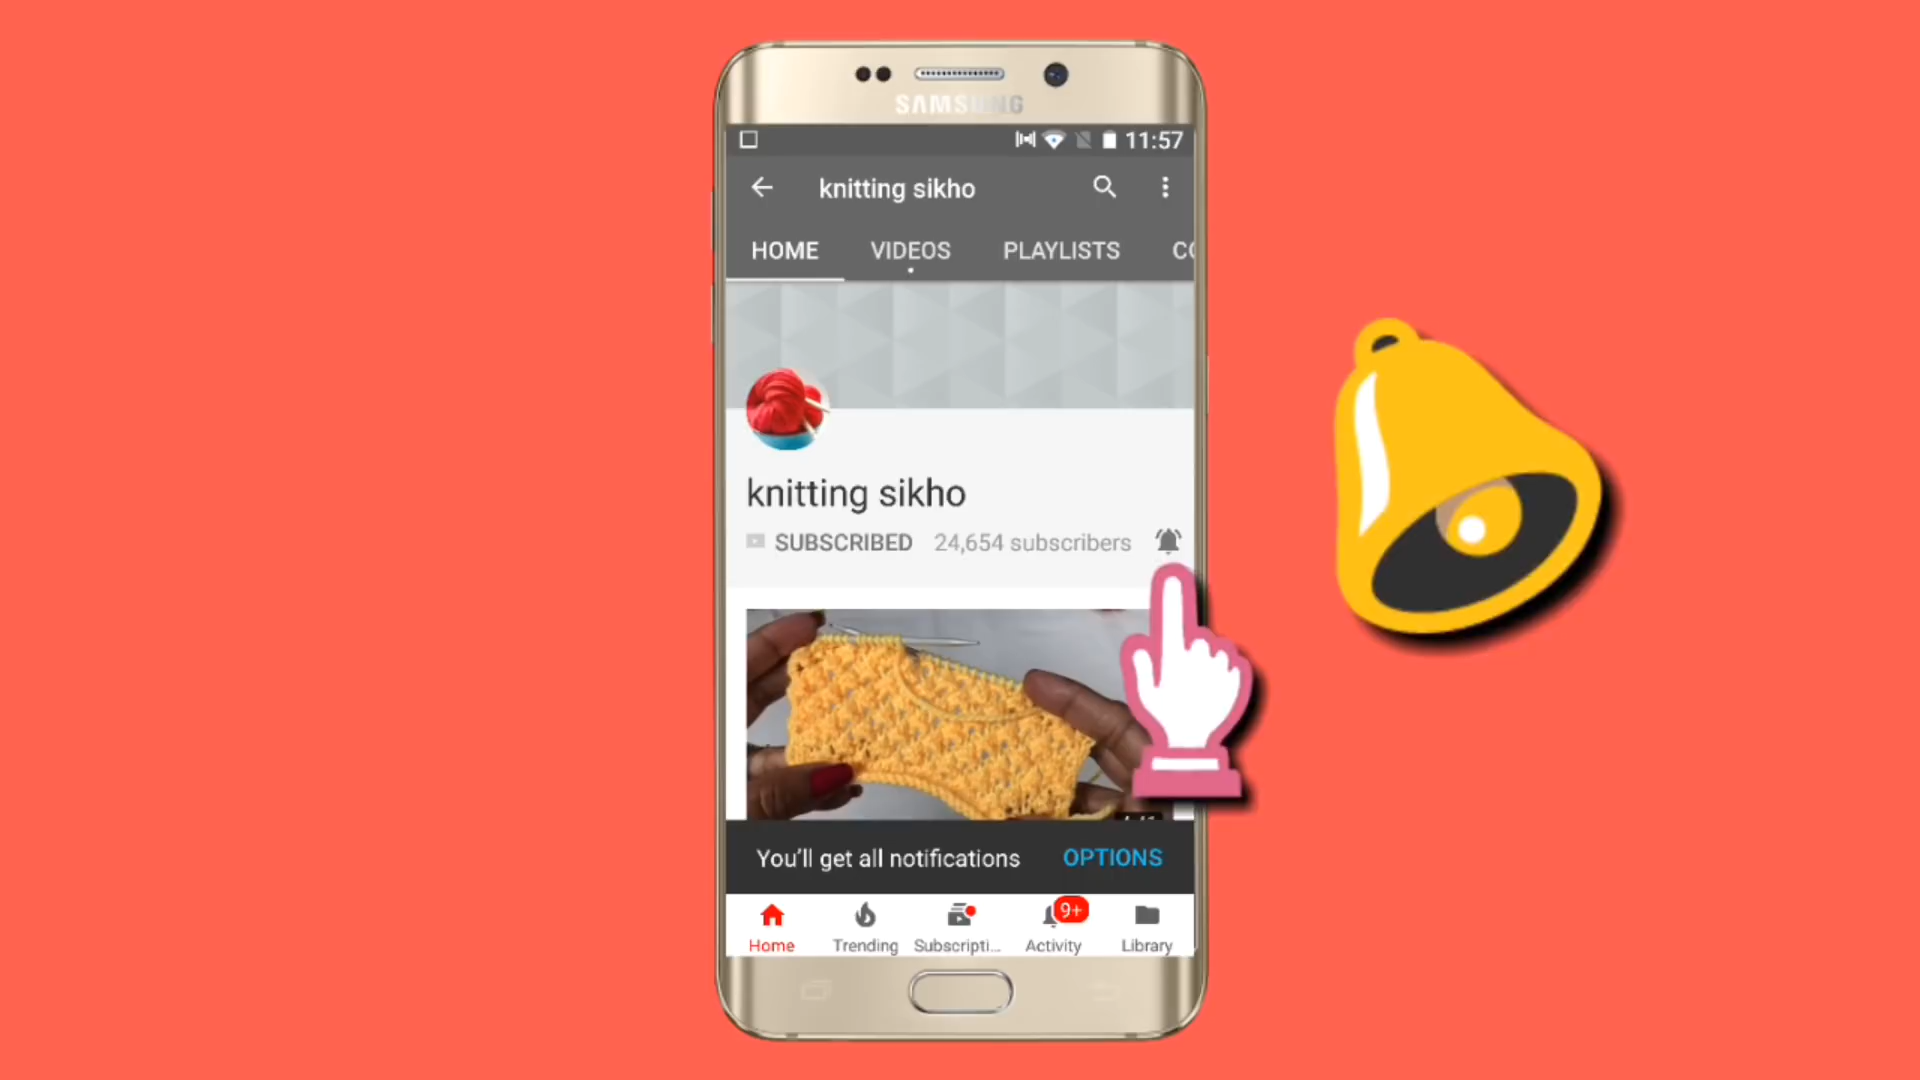 SAMSUNG
11:57
knitting sikho
HOME VIDEOS PLAYLISTS
knitting sikho
SUBSCRIBED 24,654 subscribers
You'll get all notifications OPTIONS
9+
Home Trending Subscripti... Activity Library